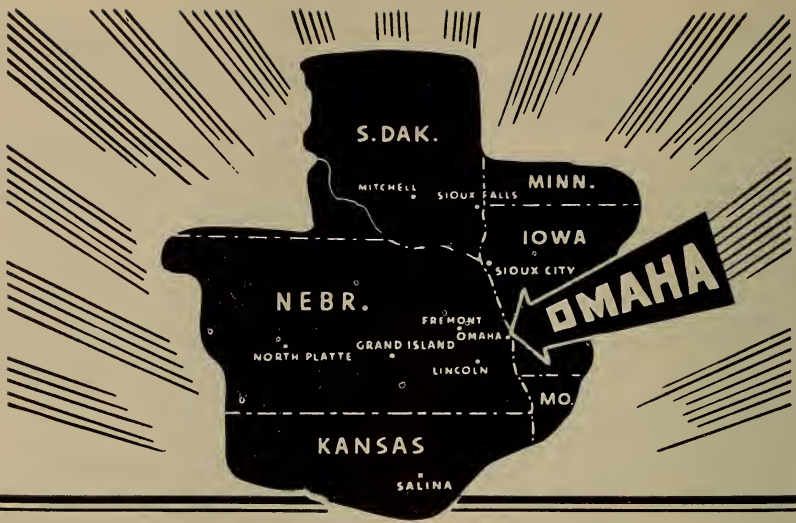 S. DAK.
MITCHELL
SIOUX FALLS
MINN.
IOWA
SIOUX CITY
OMAHA
NEBR.
FREMONT
OMAHA
GRAND ISLAND
NORTH PLATTE
LINCOLN
MO.
KANSAS
SALINA